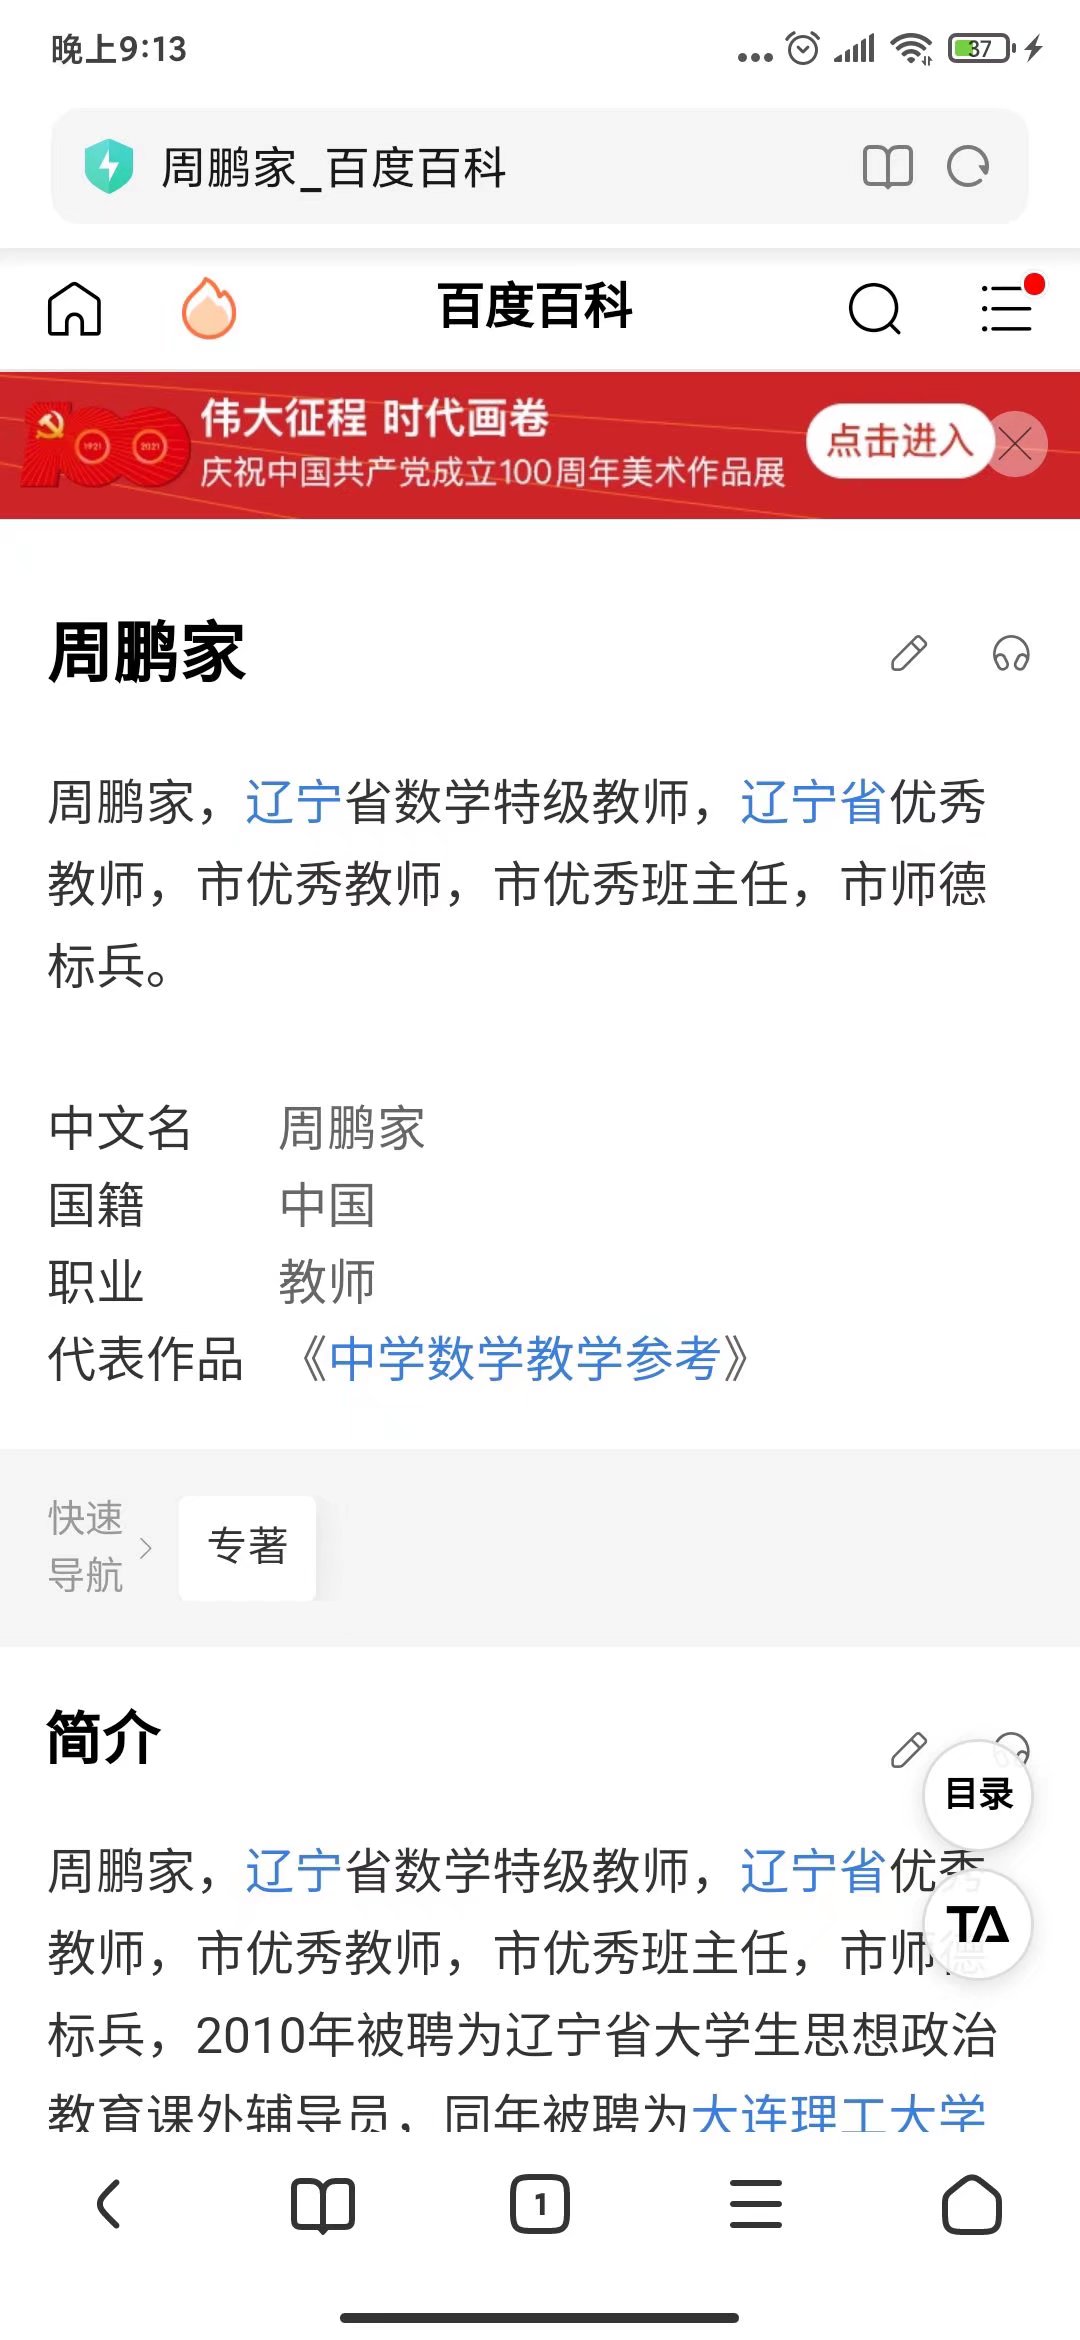 晚上9:13
37
周鹏家_百度百科
百度百科
1921 2021
伟大征程 时代画卷
庆祝中国共产党成立100周年美术作品展
点击进入
周鹏家
周鹏家，辽宁省数学特级教师，辽宁省优秀
教师，市优秀教师，市优秀班主任，市师德
标兵。
中文名 周鹏家
国籍 中国
职业 教师
代表作品 《中学数学教学参考》
快速
导航
专著
简介
目录
周鹏家，辽宁省数学特级教师，辽宁省优秀
TA
教师，市优秀教师，市优秀班主任，市师德
标兵，2010年被聘为辽宁省大学生思想政治
教育课外辅导员，同年被聘为大连理工大学
1